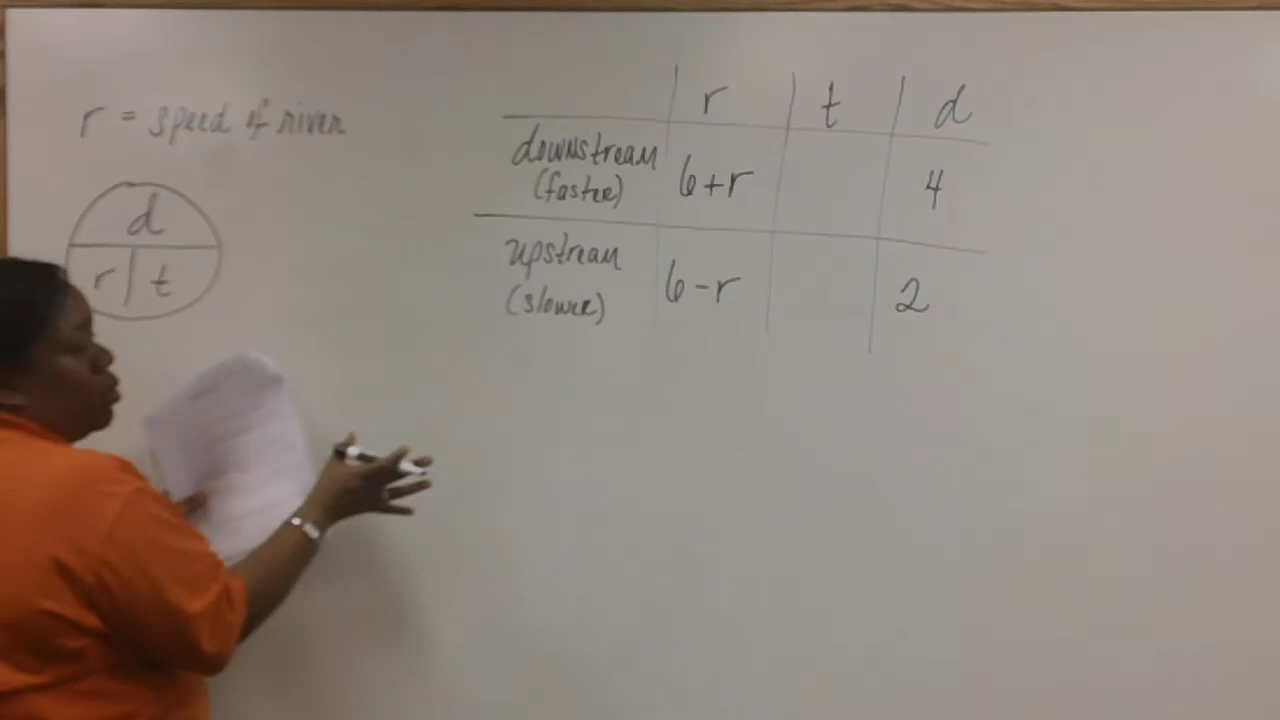 r = speed of river
d
r | t
r t d
downstream
(faster) 6+r 4
upstream
(slower) 6-r 2